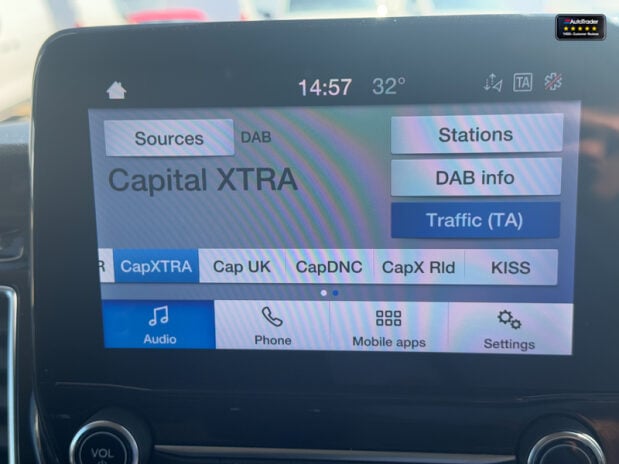 AutoTrader
14:57 32°
TA
Sources DAB Stations
Capital XTRA DAB info
Traffic (TA)
R CapXTRA Cap UK CapDNC CapX Rld KISS
Audio Phone Mobile apps Settings
VOL